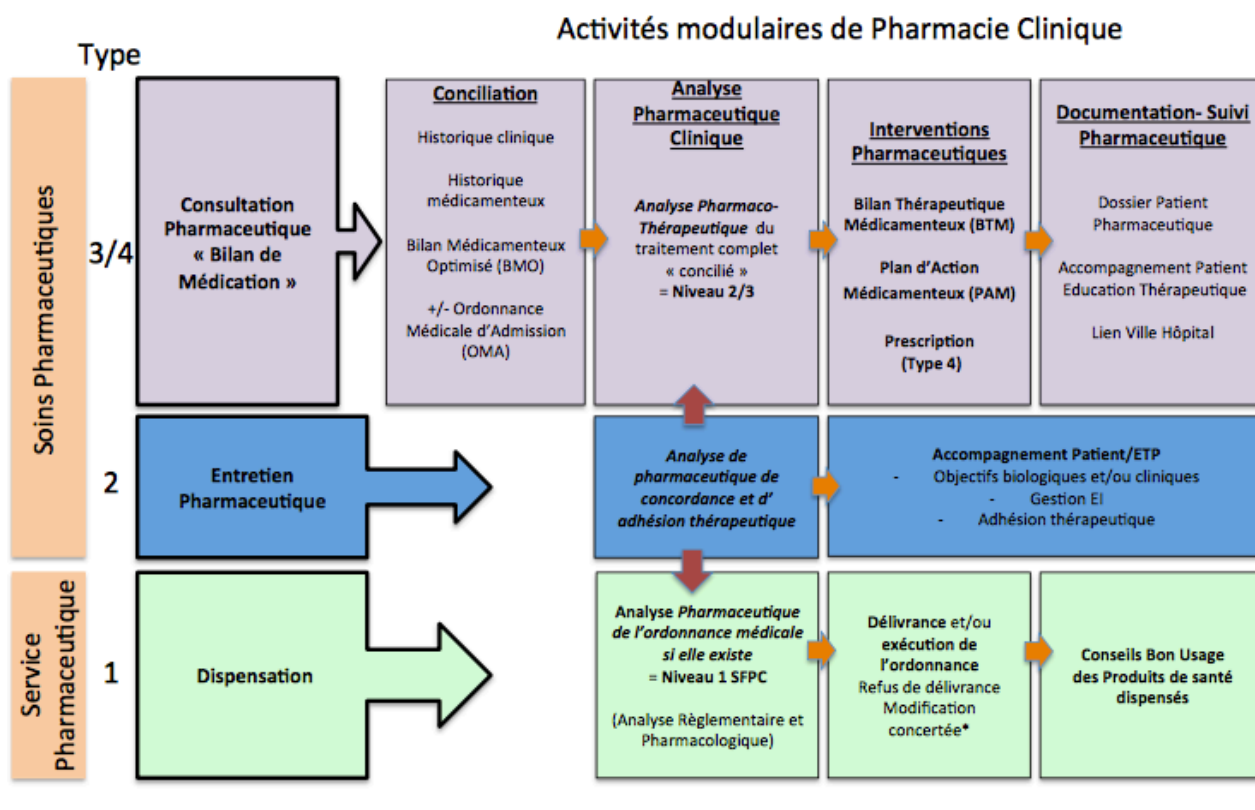 Activités modulaires de Pharmacie Clinique
Type
Soins Pharmaceutiques
3/4
Consultation
Pharmaceutique
« Bilan de
Médication »
Conciliation
Historique clinique
Historique
médicamenteux
Bilan Médicamenteux
Optimisé (BMO)
+/- Ordonnance
Médicale d'Admission
(OMA)
Analyse
Pharmaceutique
Clinique
Analyse Pharmaco-
Thérapeutique du
traitement complet
« concilié »
= Niveau 2/3
Interventions
Pharmaceutiques
Bilan Thérapeutique
Médicamenteux (BTM)
Plan d'Action
Médicamenteux (PAM)
Prescription
(Type 4)
Documentation- Suivi
Pharmaceutique
Dossier Patient
Pharmaceutique
Accompagnement Patient
Education Thérapeutique
Lien Ville Hôpital
2
Entretien
Pharmaceutique
Analyse de
pharmaceutique de
concordance et d'
adhésion thérapeutique
Accompagnement Patient/ETP
- Objectifs biologiques et/ou cliniques
- Gestion EI
- Adhésion thérapeutique
Service
Pharmaceutique
1
Dispensation
Analyse Pharmaceutique
de l'ordonnance médicale
si elle existe
= Niveau 1 SFPC
(Analyse Règlementaire et
Pharmacologique)
Délivrance et/ou
exécution de
l'ordonnance
Refus de délivrance
Modification
concertée*
Conseils Bon Usage
des Produits de santé
dispensés